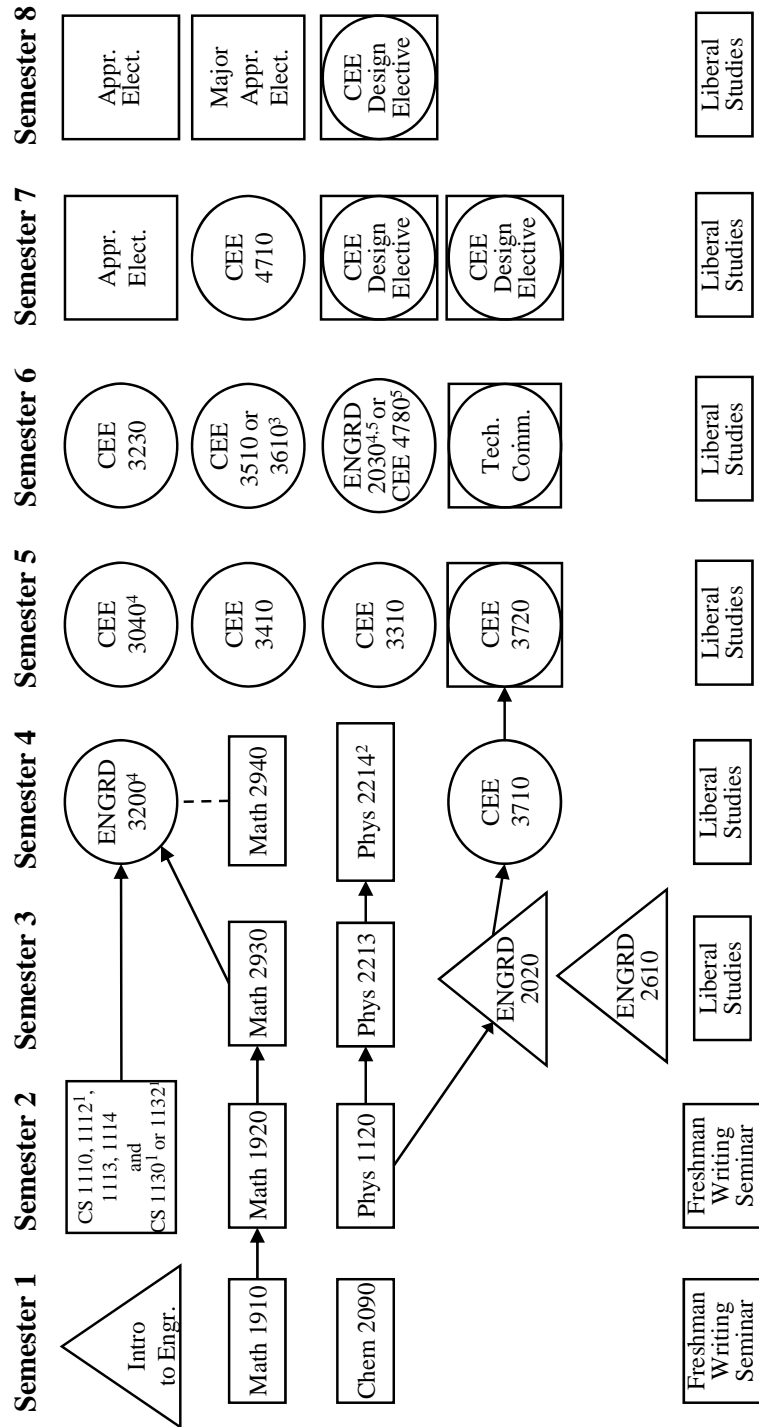 Semester 1
Semester 2
Semester 3
Semester 4
Semester 5
Semester 6
Semester 7
Semester 8
Intro
to Engr.
CS 1110, 1112¹,
1113, 1114
and
CS 1130¹ or 1132¹
ENGRD
3200⁴
CEE
3040⁴
CEE
3230
Appr.
Elect.
Appr.
Elect.
Math 1910
Math 1920
Math 2930
Math 2940
CEE
3410
CEE
3510 or
3610³
CEE
4710
Major
Appr.
Elect.
Chem 2090
Phys 1120
Phys 2213
Phys 2214²
CEE
3310
ENGRD
2030⁴·⁵ or
CEE 4780⁵
CEE
Design
Elective
CEE
Design
Elective
ENGRD
2020
CEE
3710
CEE
3720
Tech.
Comm.
CEE
Design
Elective
ENGRD
2610
Freshman
Writing
Seminar
Freshman
Writing
Seminar
Liberal
Studies
Liberal
Studies
Liberal
Studies
Liberal
Studies
Liberal
Studies
Liberal
Studies